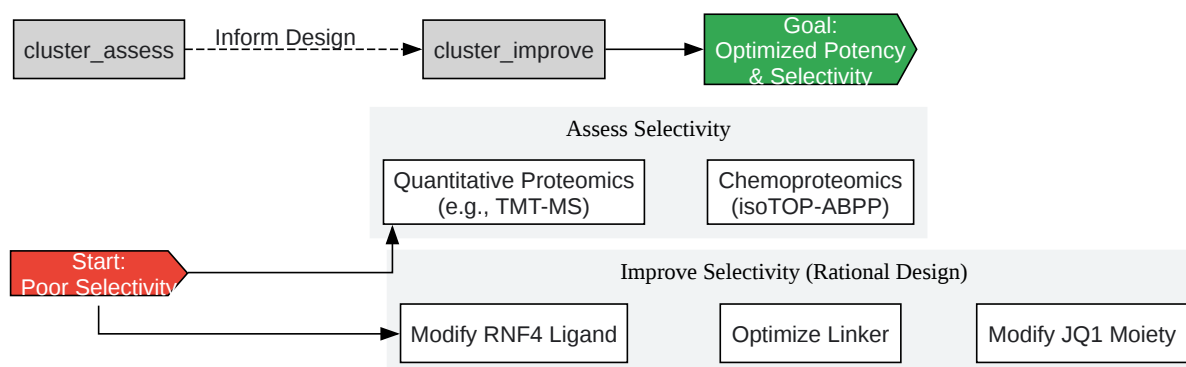 cluster_assess
Inform Design
cluster_improve
Goal:
Optimized Potency
& Selectivity
Assess Selectivity
Quantitative Proteomics
(e.g., TMT-MS)
Chemoproteomics
(isoTOP-ABPP)
Start:
Poor Selectivity
Improve Selectivity (Rational Design)
Modify RNF4 Ligand
Optimize Linker
Modify JQ1 Moiety